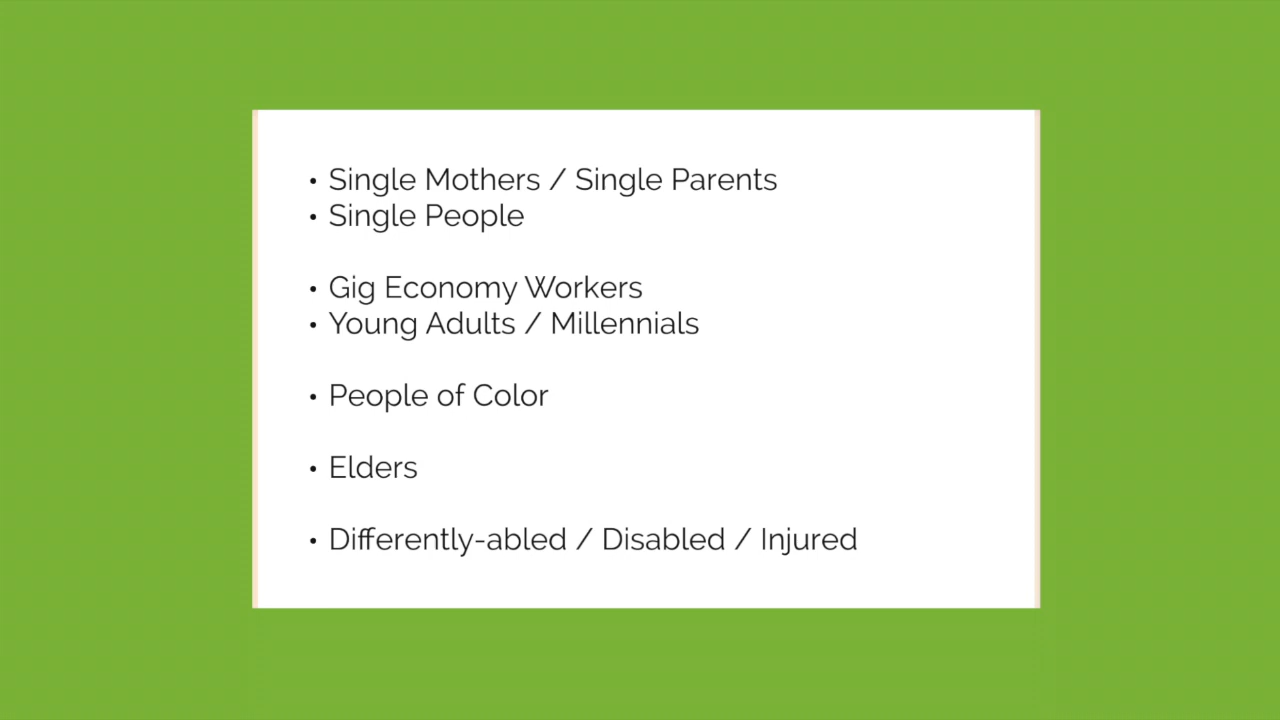 • Single Mothers / Single Parents
• Single People
• Gig Economy Workers
• Young Adults / Millennials
• People of Color
• Elders
• Differently-abled / Disabled / Injured